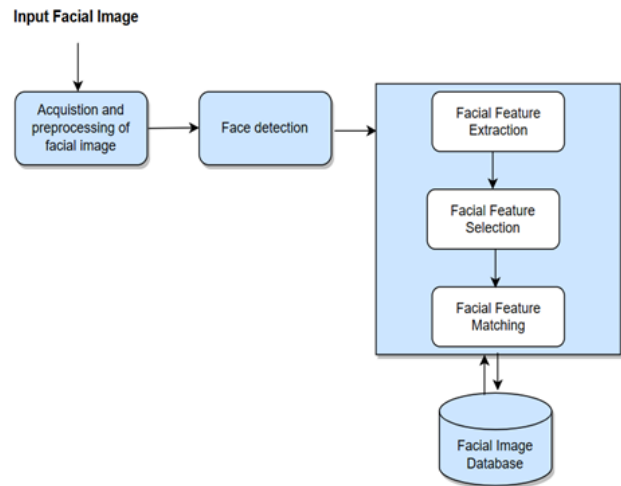 Input Facial Image
Acquistion and
preprocessing of
facial image
Face detection
Facial Feature
Extraction
Facial Feature
Selection
Facial Feature
Matching
Facial Image
Database